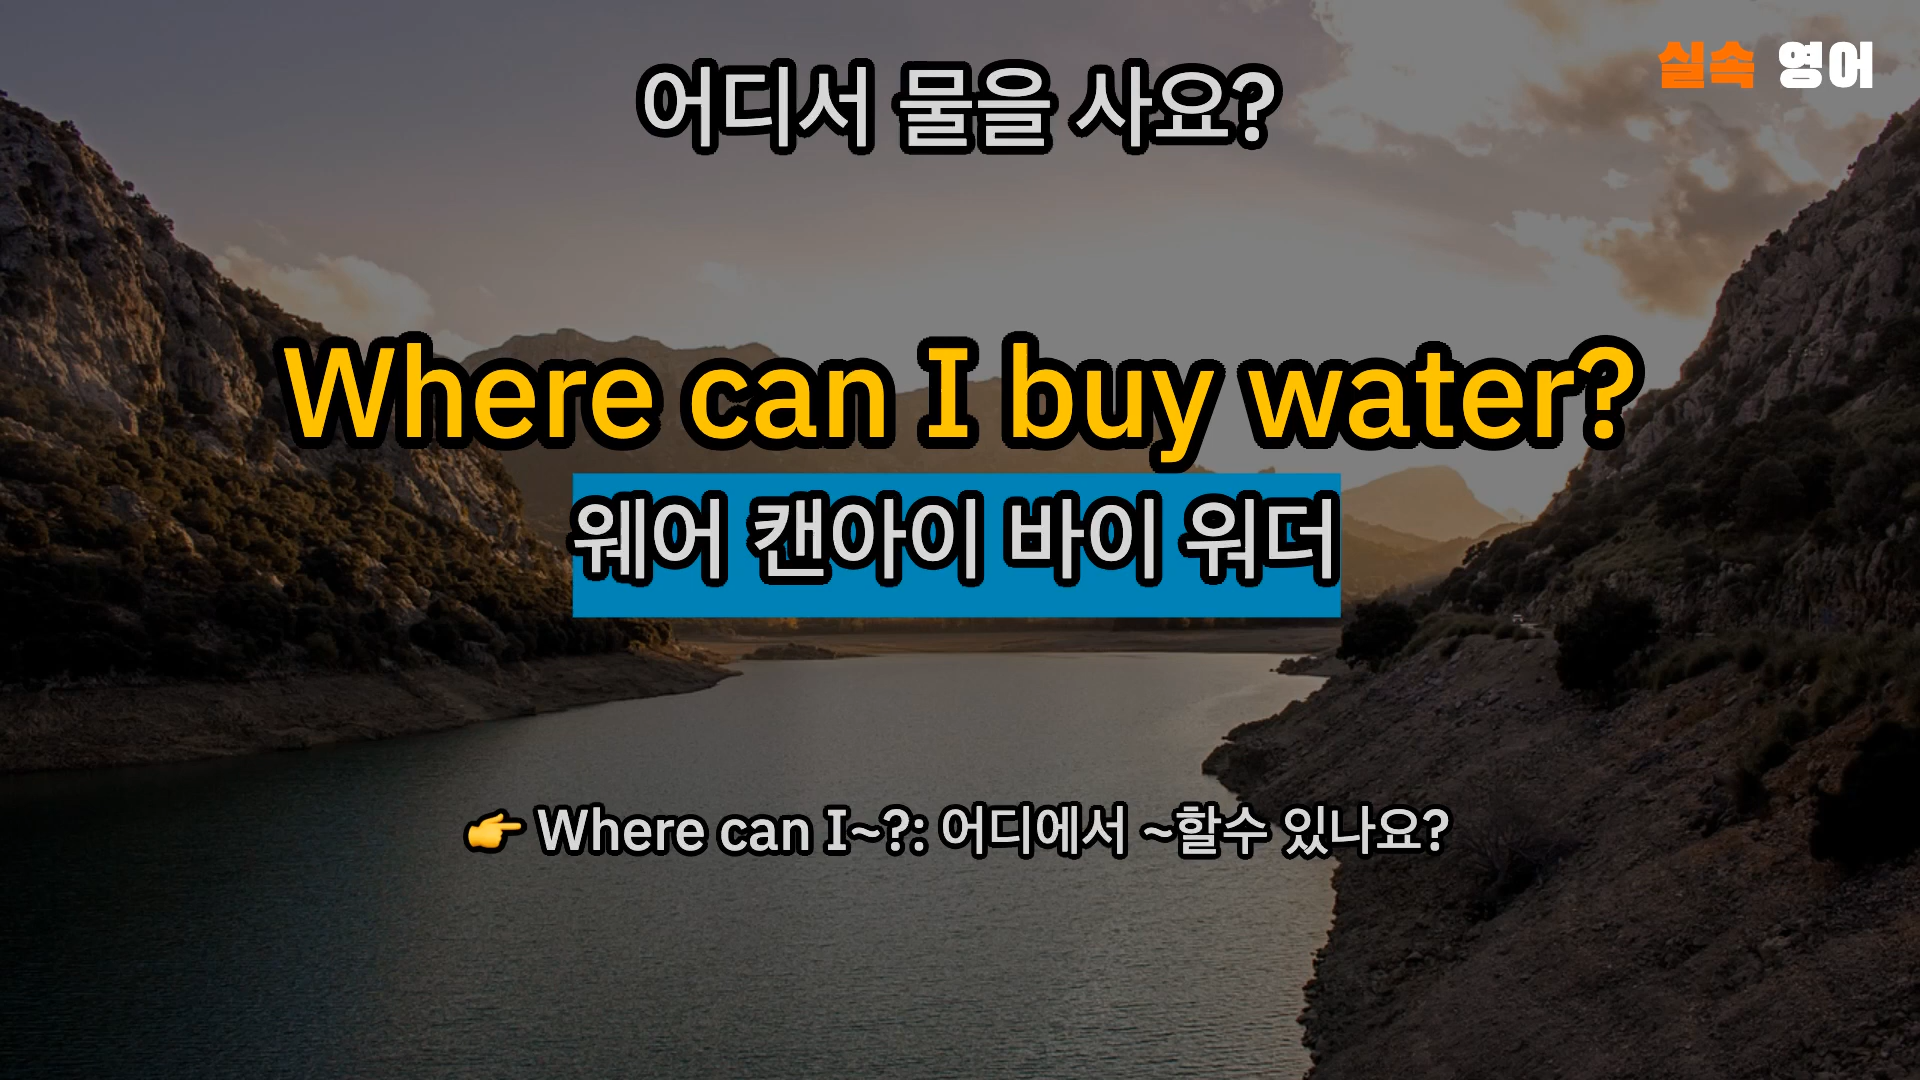 실속 영어
어디서 물을 사요?
Where can I buy water?
웨어 캔아이 바이 워더
👉 Where can I~?: 어디에서 ~할수 있나요?